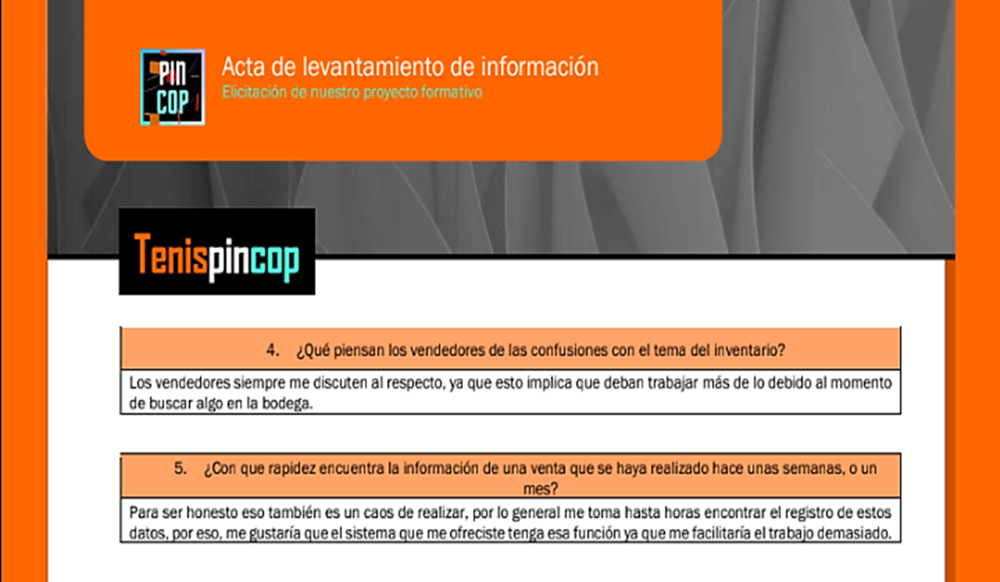 PIN
COP
Acta de levantamiento de información
Elicitación de nuestro proyecto formativo
Tenispincop
4. ¿Qué piensan los vendedores de las confusiones con el tema del inventario?
Los vendedores siempre me discuten al respecto, ya que esto implica que deban trabajar más de lo debido al momento
de buscar algo en la bodega.
5. ¿Con que rapidez encuentra la información de una venta que se haya realizado hace unas semanas, o un
mes?
Para ser honesto eso también es un caos de realizar, por lo general me toma hasta horas encontrar el registro de estos
datos, por eso, me gustaría que el sistema que me ofreciste tenga esa función ya que me facilitaría el trabajo demasiado.